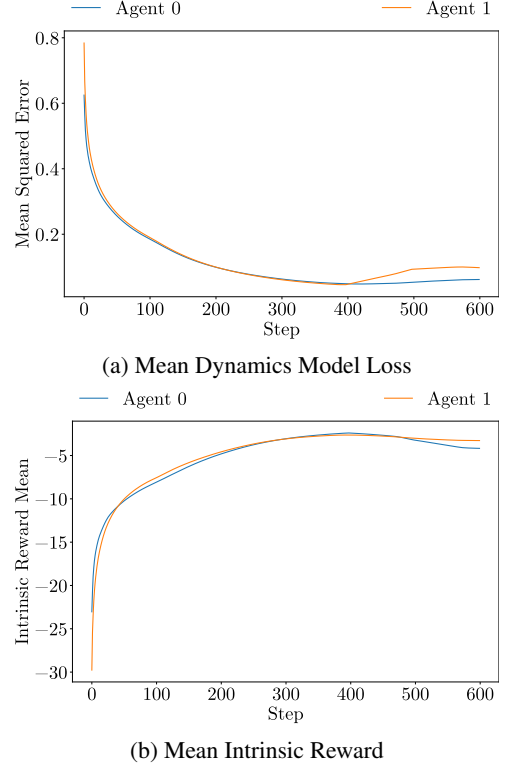 Agent 0 Agent 1
0.8
0.6
0.4
0.2
Mean Squared Error
0 100 200 300 400 500 600
Step
(a) Mean Dynamics Model Loss
Agent 0 Agent 1
−5
−10
−15
−20
−25
−30
Intrinsic Reward Mean
0 100 200 300 400 500 600
Step
(b) Mean Intrinsic Reward